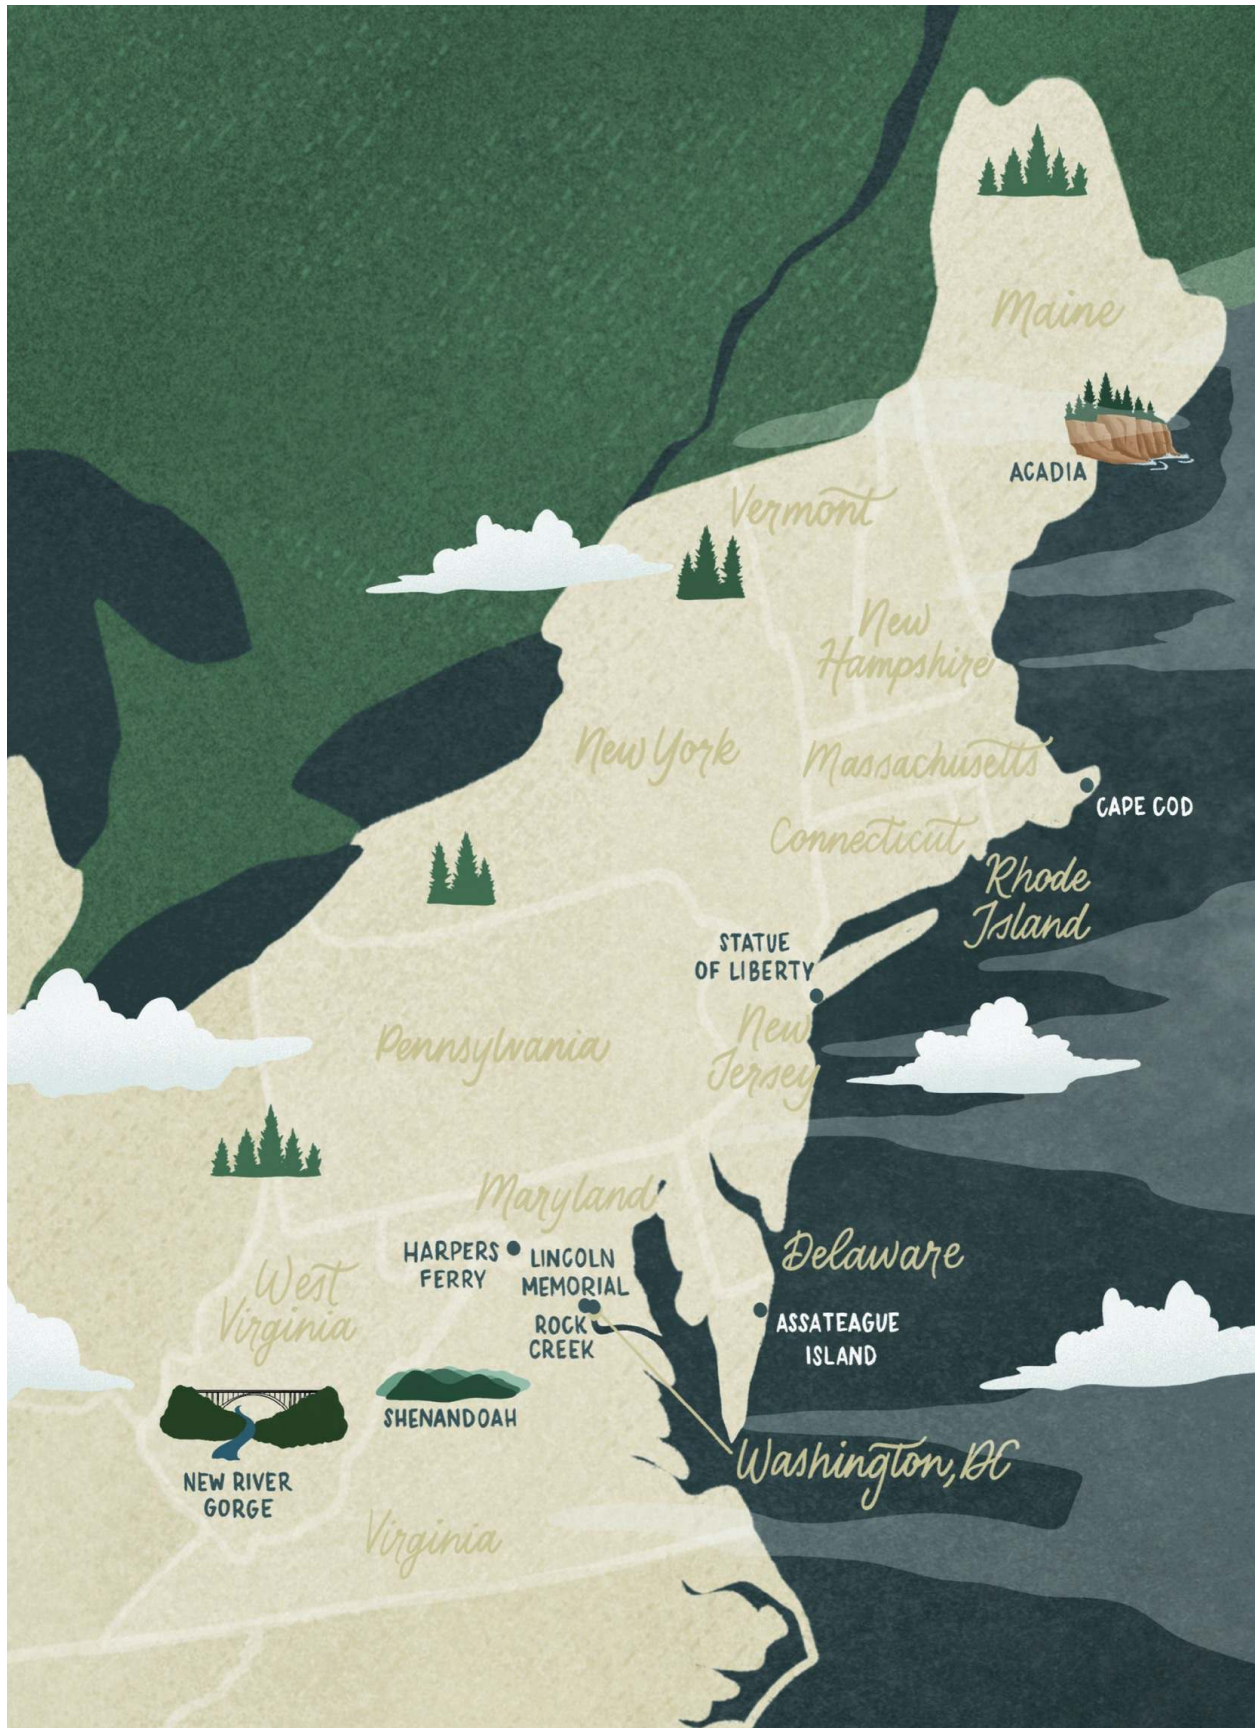 Maine
ACADIA
Vermont
New
Hampshire
New York
Massachusetts
CAPE COD
Connecticut
Rhode
Island
STATUE
OF LIBERTY
New
Jersey
Pennsylvania
Maryland
Delaware
HARPERS
FERRY
LINCOLN
MEMORIAL
ROCK
CREEK
West
Virginia
ASSATEAGUE
ISLAND
SHENANDOAH
NEW RIVER
GORGE
Washington, DC
Virginia